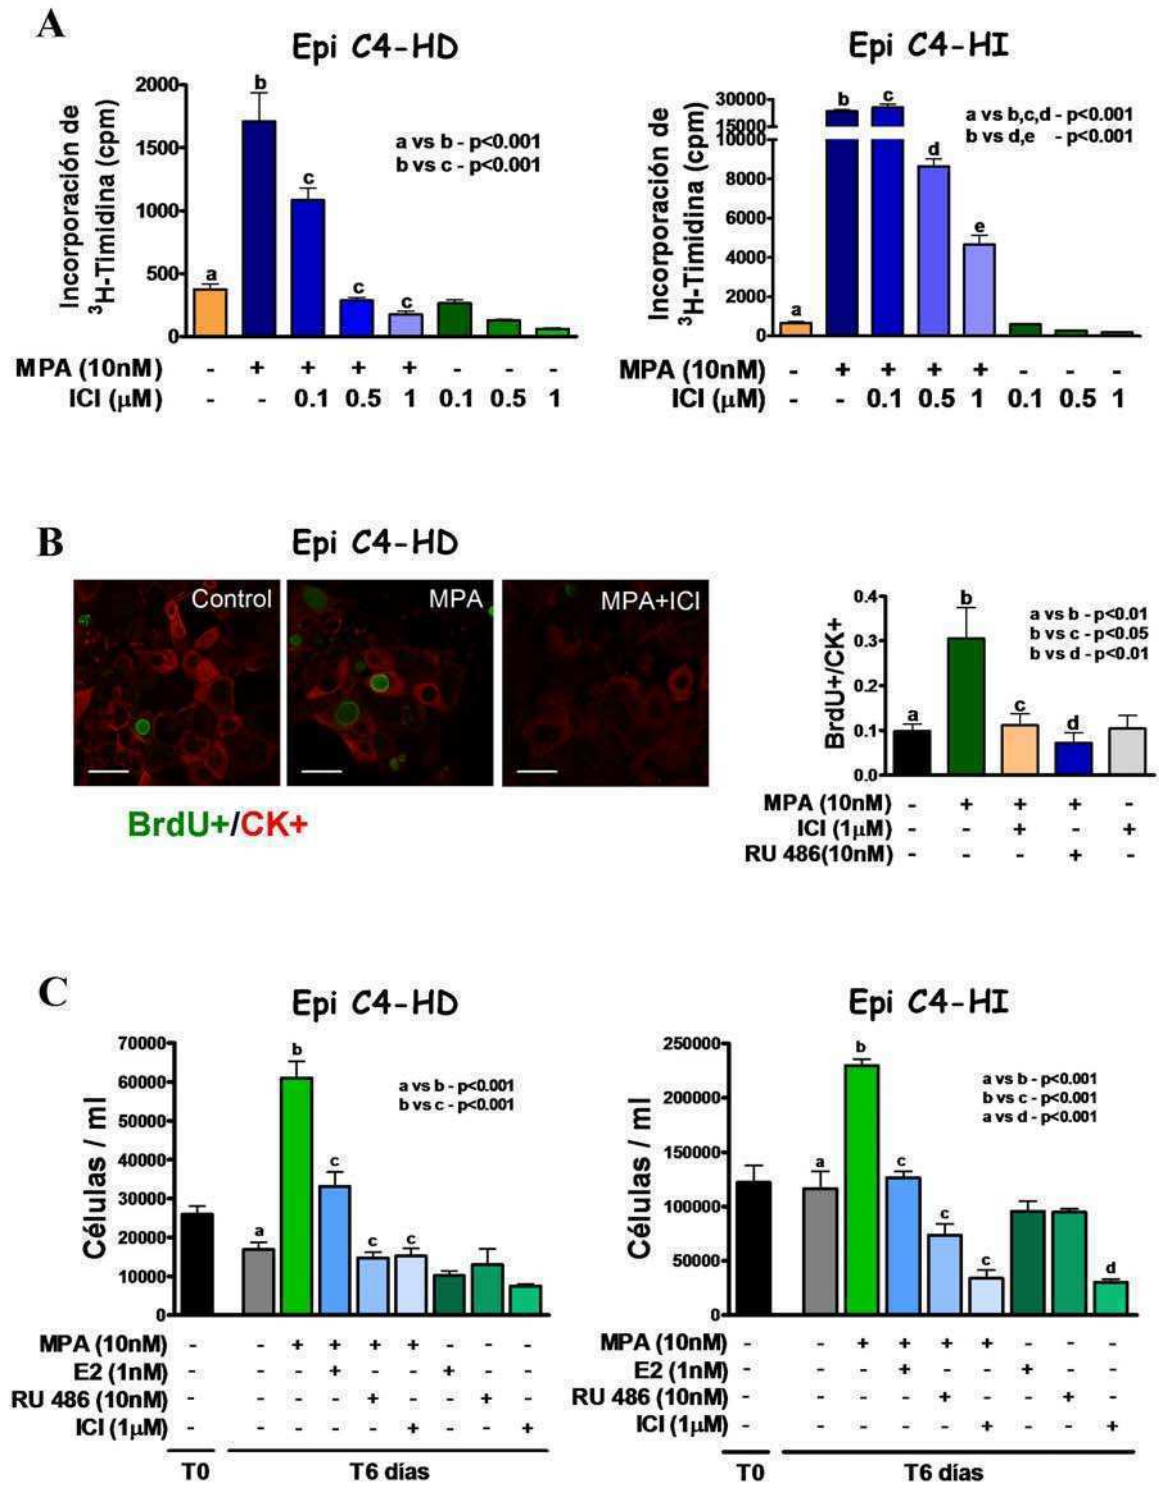 A
Epi C4-HD
Incorporación de
³H-Timidina (cpm)
2000
1500
1000
500
0
a
b
c
c
c
a vs b - p<0.001
b vs c - p<0.001
MPA (10nM) - + + + + - - -
ICI (µM) - - 0.1 0.5 1 0.1 0.5 1
Epi C4-HI
Incorporación de
³H-Timidina (cpm)
30000
15000
10000
8000
6000
4000
2000
0
a
b
c
d
e
a vs b,c,d - p<0.001
b vs d,e - p<0.001
MPA (10nM) - + + + + - - -
ICI (µM) - - 0.1 0.5 1 0.1 0.5 1
B
Epi C4-HD
Control
MPA
MPA+ICI
BrdU+/CK+
BrdU+/CK+
0.4
0.3
0.2
0.1
0.0
a
b
c
d
a vs b - p<0.01
b vs c - p<0.05
b vs d - p<0.01
MPA (10nM) - + + + -
ICI (1µM) - - + - +
RU 486(10nM) - - - + -
C
Epi C4-HD
Células / ml
70000
60000
50000
40000
30000
20000
10000
0
a
b
c
c
c
a vs b - p<0.001
b vs c - p<0.001
MPA (10nM) - - + + + + - - -
E2 (1nM) - - - + - - + - -
RU 486 (10nM) - - - - + - - + -
ICI (1µM) - - - - - + - - +
T0
T6 días
Epi C4-HI
Células / ml
250000
200000
150000
100000
50000
0
a
b
c
c
c
d
a vs b - p<0.001
b vs c - p<0.001
a vs d - p<0.001
MPA (10nM) - - + + + + - - -
E2 (1nM) - - - + - - + - -
RU 486 (10nM) - - - - + - - + -
ICI (1µM) - - - - - + - - +
T0
T6 días